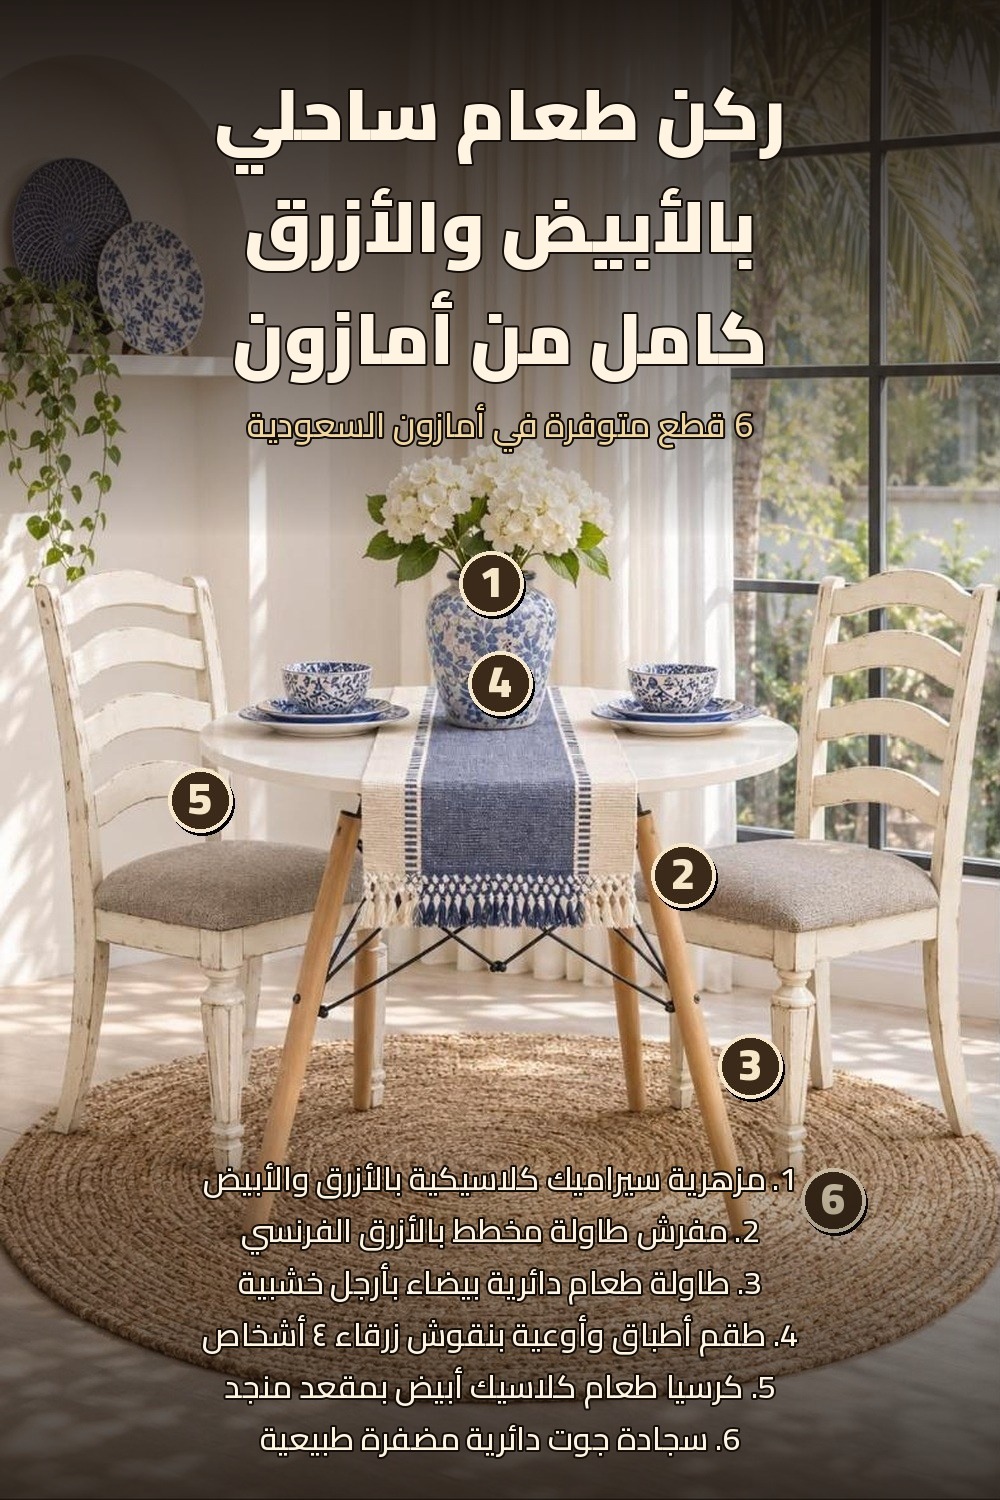 ركن طعام ساحلي
بالأبيض والأزرق
كامل من أمازون
6 قطع متوفرة في أمازون السعودية
1
4
5
2
3
6
1. مزهرية سيراميك كلاسيكية بالأزرق والأبيض
2. مفرش طاولة مخطط بالأزرق الفرنسي
3. طاولة طعام دائرية بيضاء بأرجل خشبية
4. طقم أطباق وأوعية بنقوش زرقاء ٤ أشخاص
5. كرسيا طعام كلاسيك أبيض بمقعد منجد
6. سجادة جوت دائرية مضفرة طبيعية